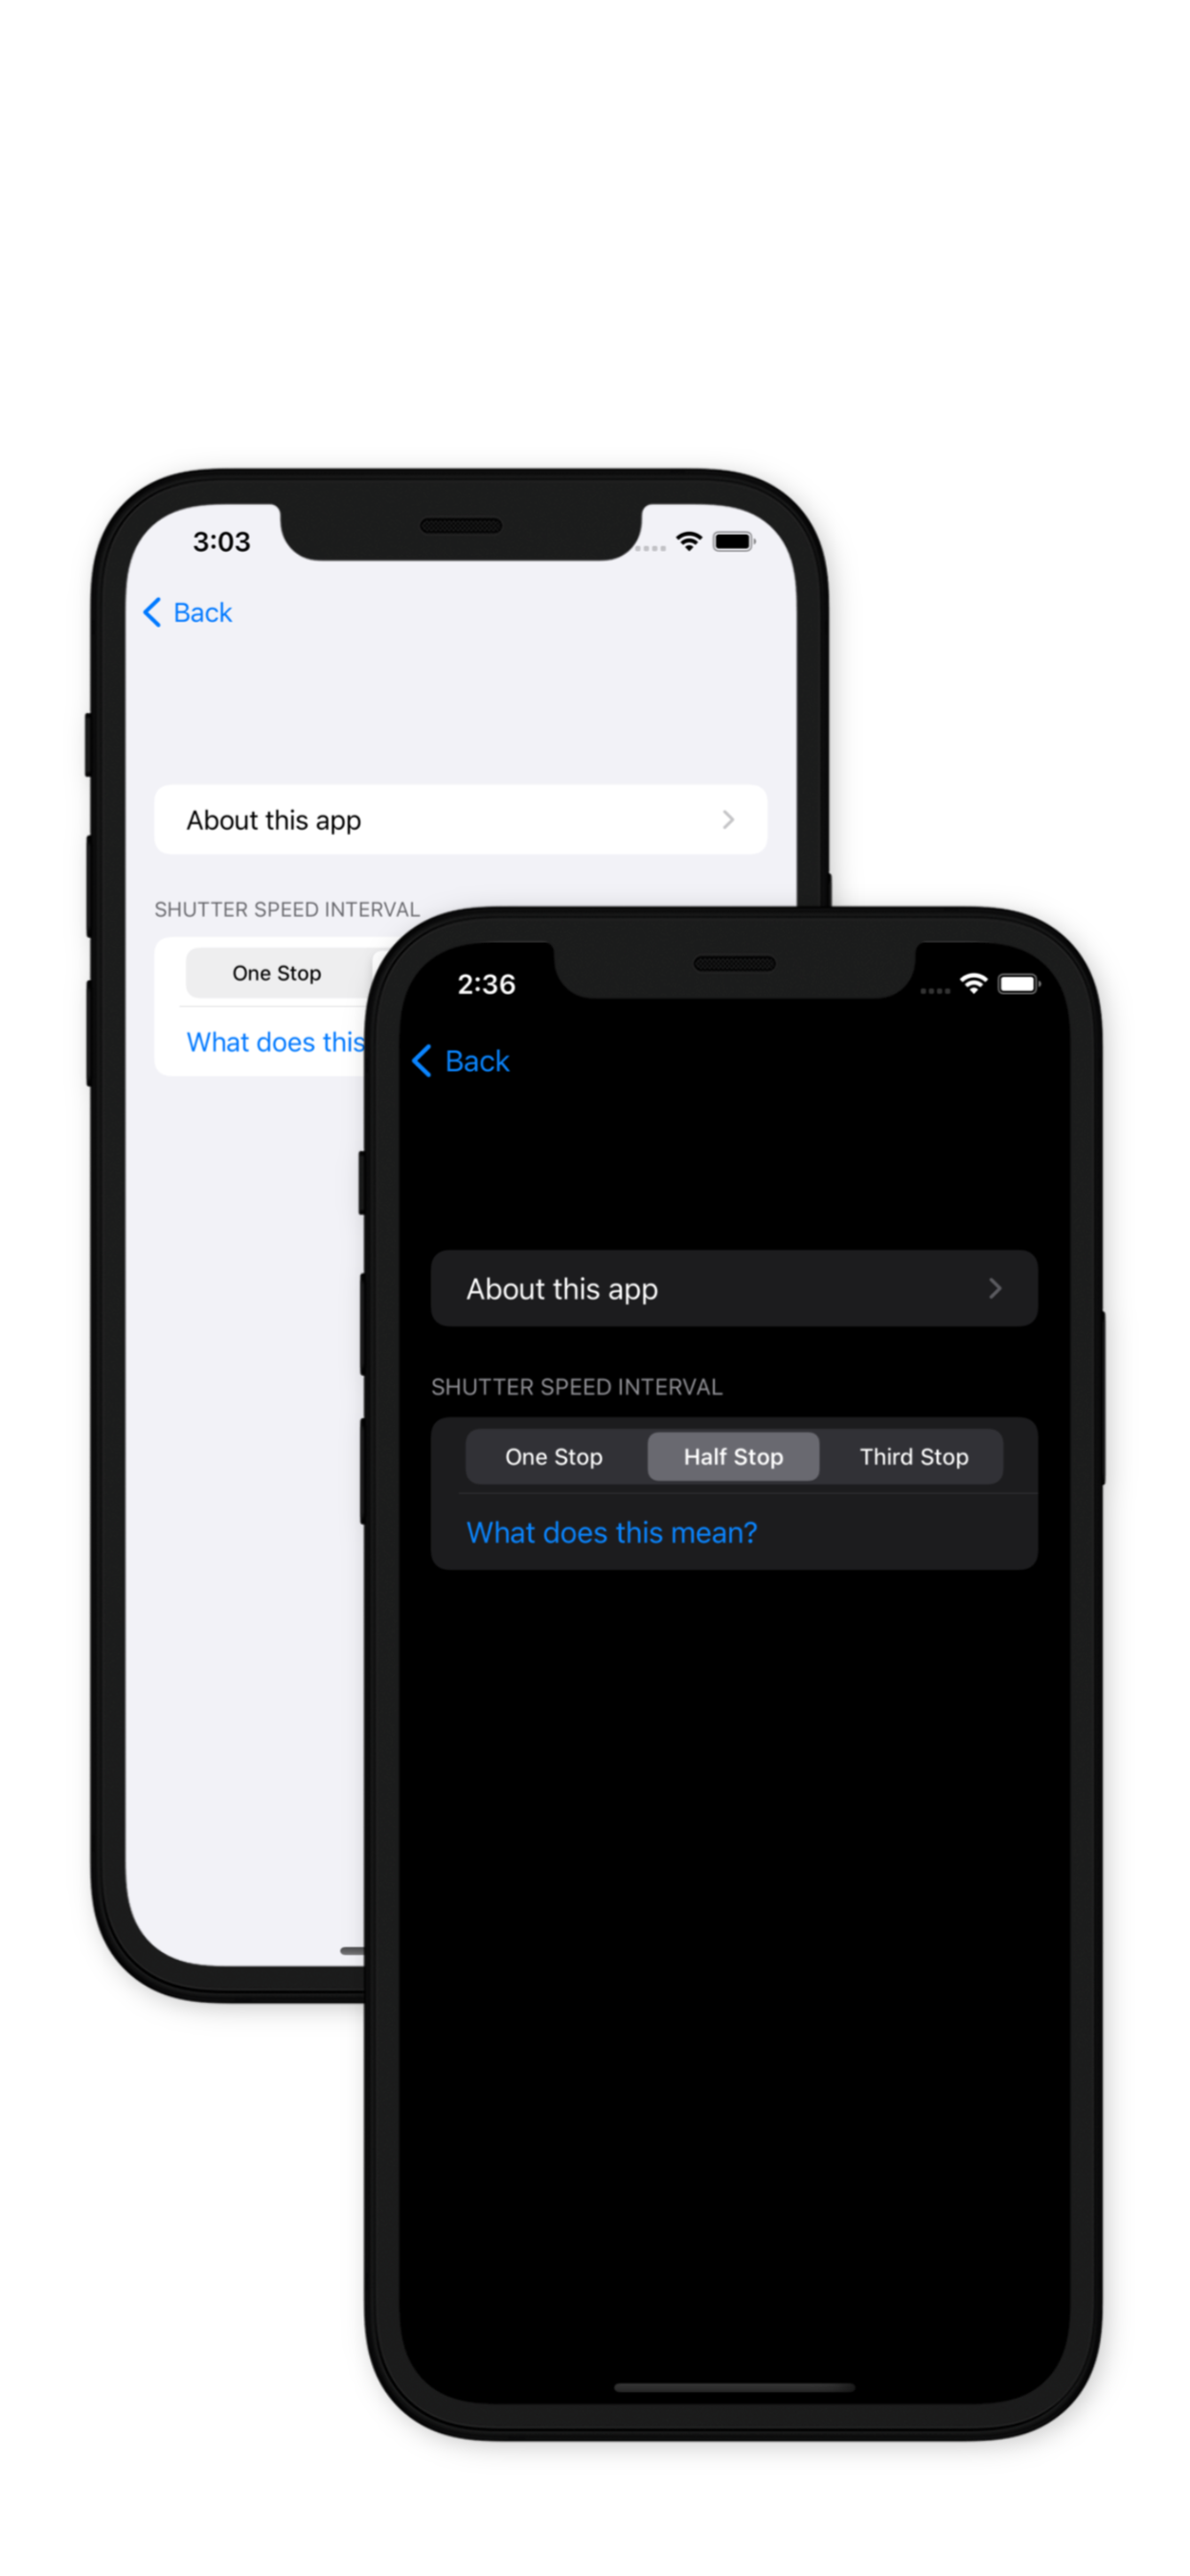 3:03
Back
About this app
SHUTTER SPEED INTERVAL
One Stop
What does this
2:36
Back
About this app
SHUTTER SPEED INTERVAL
One Stop Half Stop Third Stop
What does this mean?